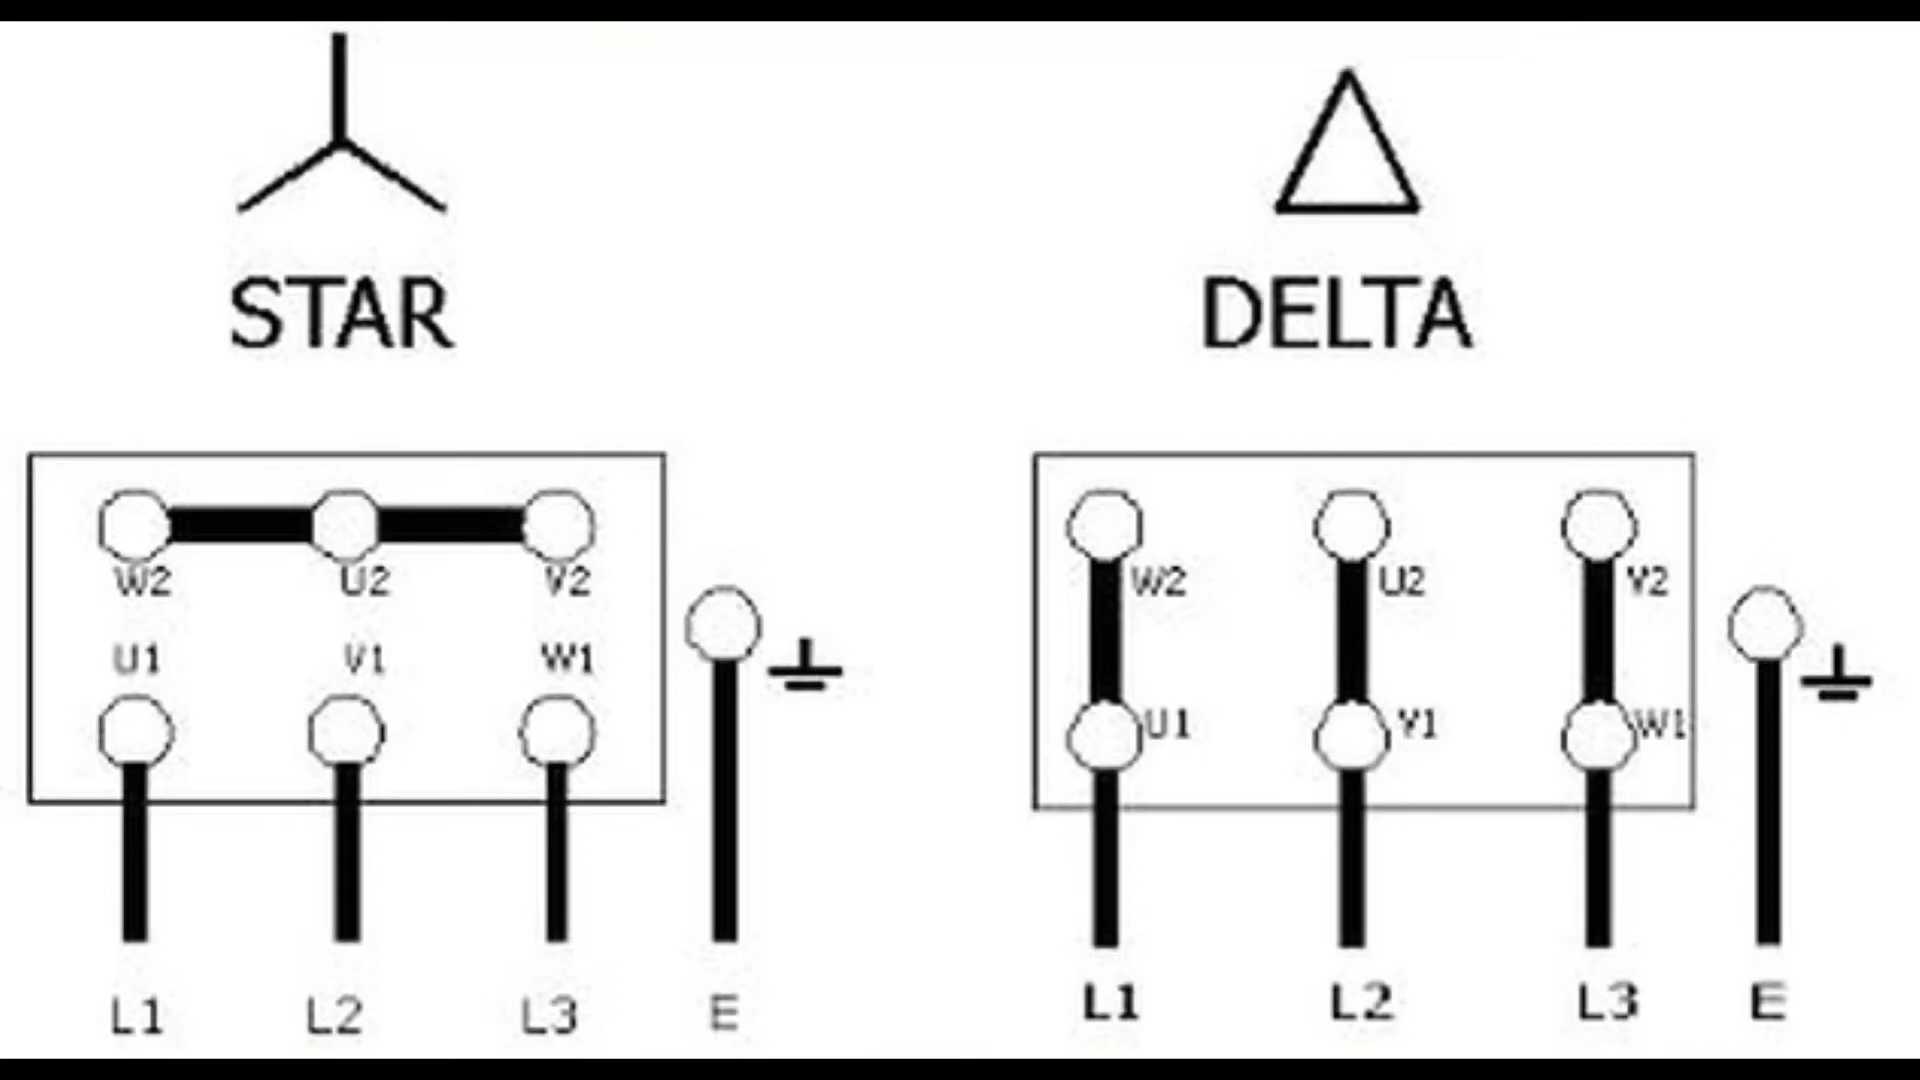 STAR
W2 U2 V2
U1 V1 W1
L1 L2 L3 E
DELTA
W2 U2 V2
U1 V1 W1
L1 L2 L3 E